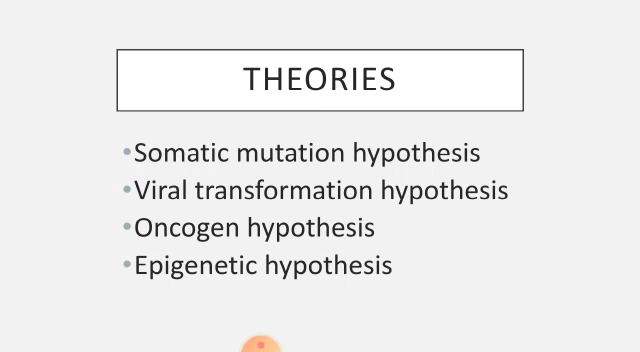 THEORIES
•Somatic mutation hypothesis
•Viral transformation hypothesis
•Oncogen hypothesis
•Epigenetic hypothesis